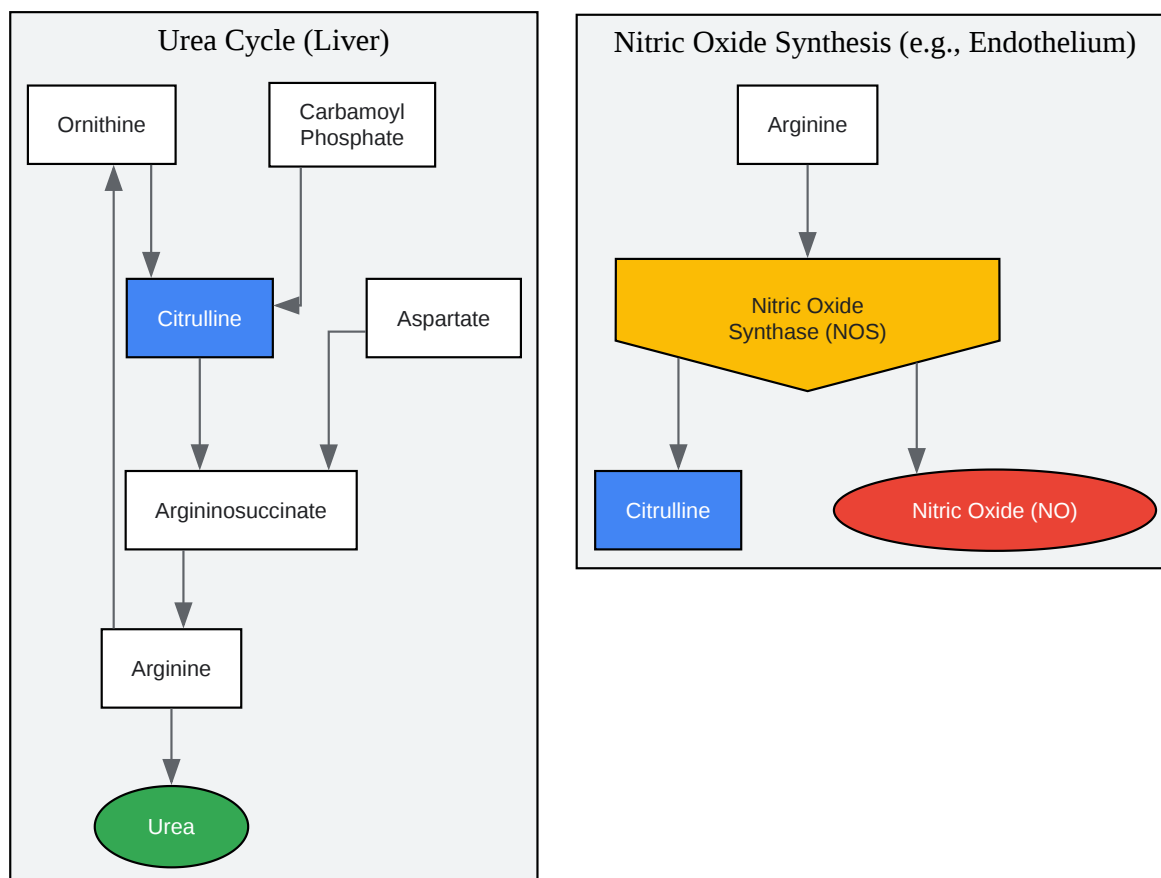 Urea Cycle (Liver)
Ornithine
Carbamoyl
Phosphate
Citrulline
Aspartate
Argininosuccinate
Arginine
Urea
Nitric Oxide Synthesis (e.g., Endothelium)
Arginine
Nitric Oxide
Synthase (NOS)
Citrulline
Nitric Oxide (NO)